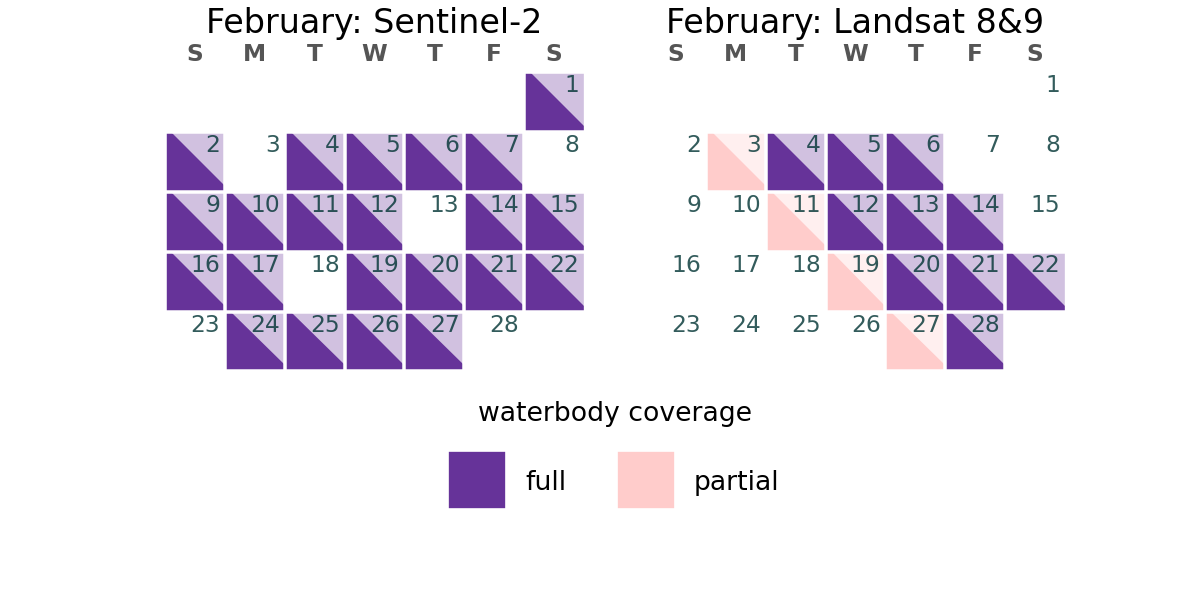 February: Sentinel-2
S M T W T F S
1
2 3 4 5 6 7 8
9 10 11 12 13 14 15
16 17 18 19 20 21 22
23 24 25 26 27 28
February: Landsat 8&9
S M T W T F S
1
2 3 4 5 6 7 8
9 10 11 12 13 14 15
16 17 18 19 20 21 22
23 24 25 26 27 28
waterbody coverage
full partial